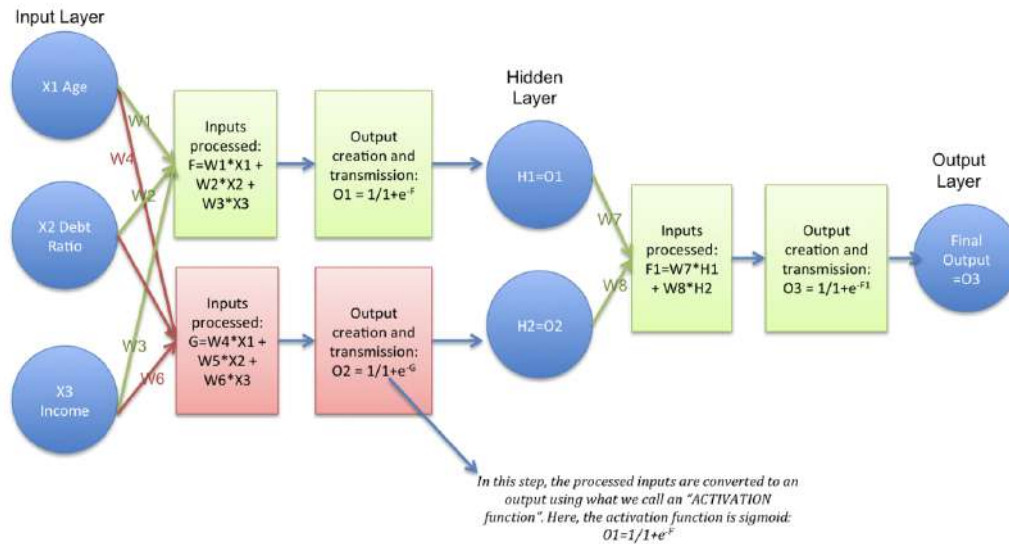 Input Layer
X1 Age
W1
W4
W2
X2 Debt
Ratio
W3
W6
X3
Income
Inputs
processed:
F=W1*X1 +
W2*X2 +
W3*X3
Output
creation and
transmission:
O1 = 1/1+e-F
Inputs
processed:
G=W4*X1 +
W5*X2 +
W6*X3
Output
creation and
transmission:
O2 = 1/1+e-G
Hidden
Layer
H1=O1
H2=O2
W7
W8
Inputs
processed:
F1=W7*H1
+ W8*H2
Output
creation and
transmission:
O3 = 1/1+e-F1
Output
Layer
Final
Output
=O3
In this step, the processed inputs are converted to an
output using what we call an “ACTIVATION
function”. Here, the activation function is sigmoid:
O1=1/1+e-F